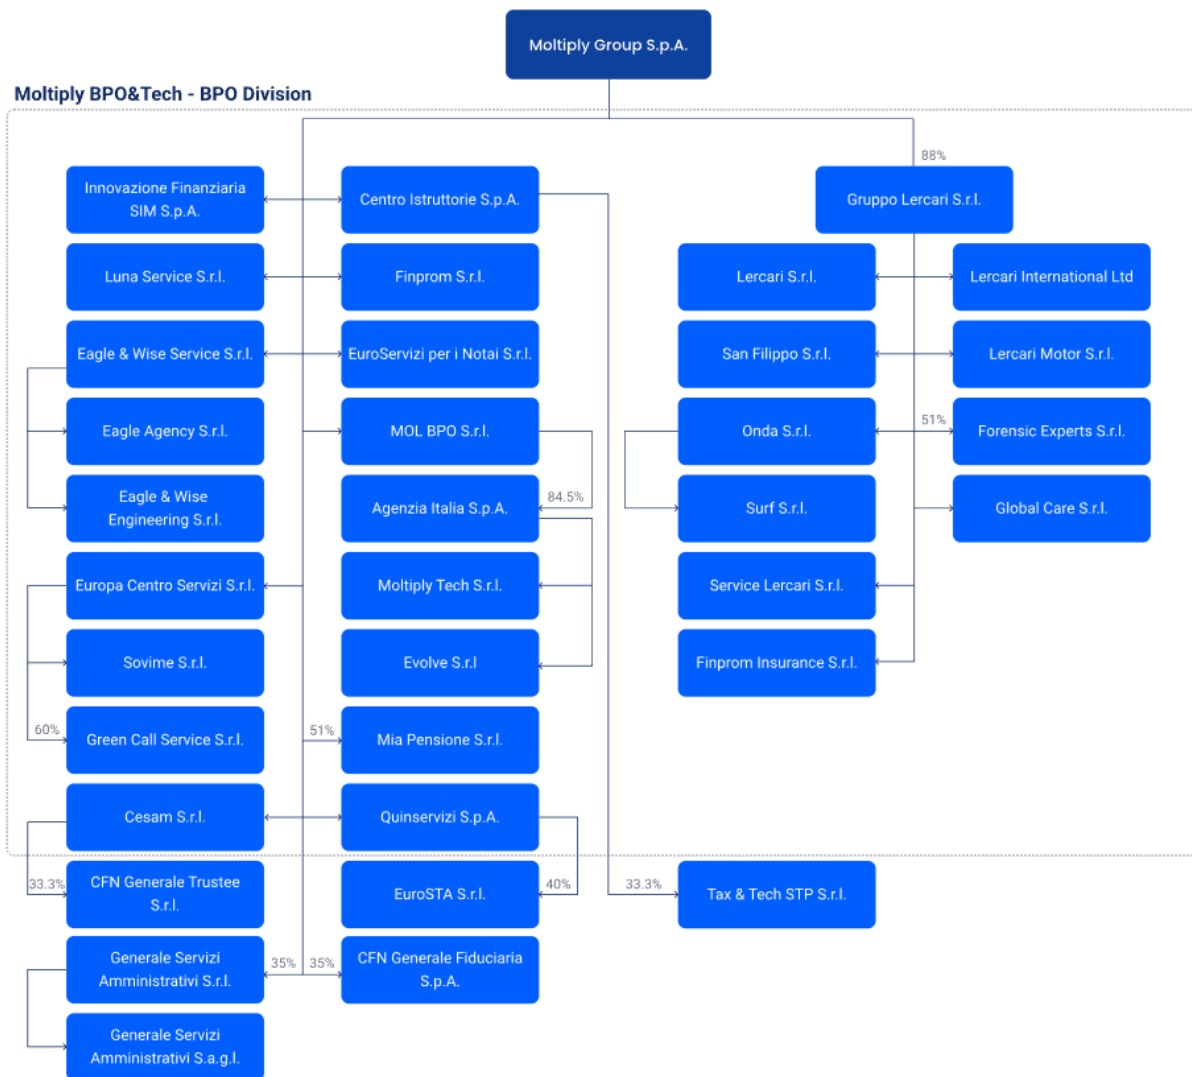 Moltiply Group S.p.A.
Moltiply BPO&Tech - BPO Division
88%
Innovazione Finanziaria
SIM S.p.A.
Centro Istruttorie S.p.A.
Gruppo Lercari S.r.l.
Luna Service S.r.l.
Finprom S.r.l.
Lercari S.r.l.
Lercari International Ltd
Eagle & Wise Service S.r.l.
EuroServizi per i Notai S.r.l.
San Filippo S.r.l.
Lercari Motor S.r.l.
Eagle Agency S.r.l.
MOL BPO S.r.l.
Onda S.r.l.
51%
Forensic Experts S.r.l.
Eagle & Wise
Engineering S.r.l.
Agenzia Italia S.p.A.
84.5%
Surf S.r.l.
Global Care S.r.l.
Europa Centro Servizi S.r.l.
Moltiply Tech S.r.l.
Service Lercari S.r.l.
Sovime S.r.l.
Evolve S.r.l
Finprom Insurance S.r.l.
60%
Green Call Service S.r.l.
51%
Mia Pensione S.r.l.
Cesam S.r.l.
Quinservizi S.p.A.
33.3%
CFN Generale Trustee
S.r.l.
EuroSTA S.r.l.
40%
33.3%
Tax & Tech STP S.r.l.
Generale Servizi
Amministrativi S.r.l.
35%
35%
CFN Generale Fiduciaria
S.p.A.
Generale Servizi
Amministrativi S.a.g.l.